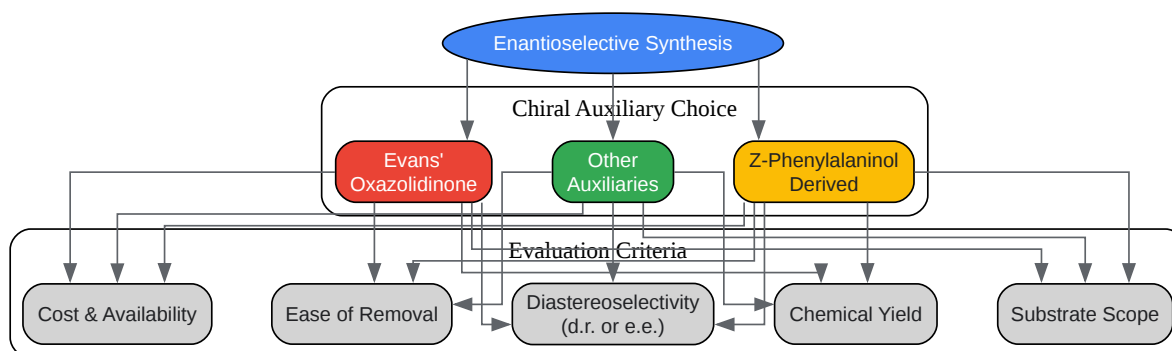 Enantioselective Synthesis
Chiral Auxiliary Choice
Evans'
Oxazolidinone
Other
Auxiliaries
Z-Phenylalaninol
Derived
Evaluation Criteria
Cost & Availability
Ease of Removal
Diastereoselectivity
(d.r. or e.e.)
Chemical Yield
Substrate Scope